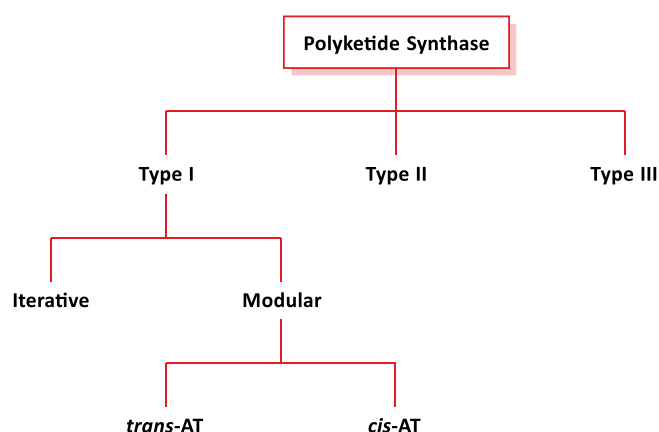 Polyketide Synthase
Type I
Type II
Type III
Iterative
Modular
trans-AT
cis-AT